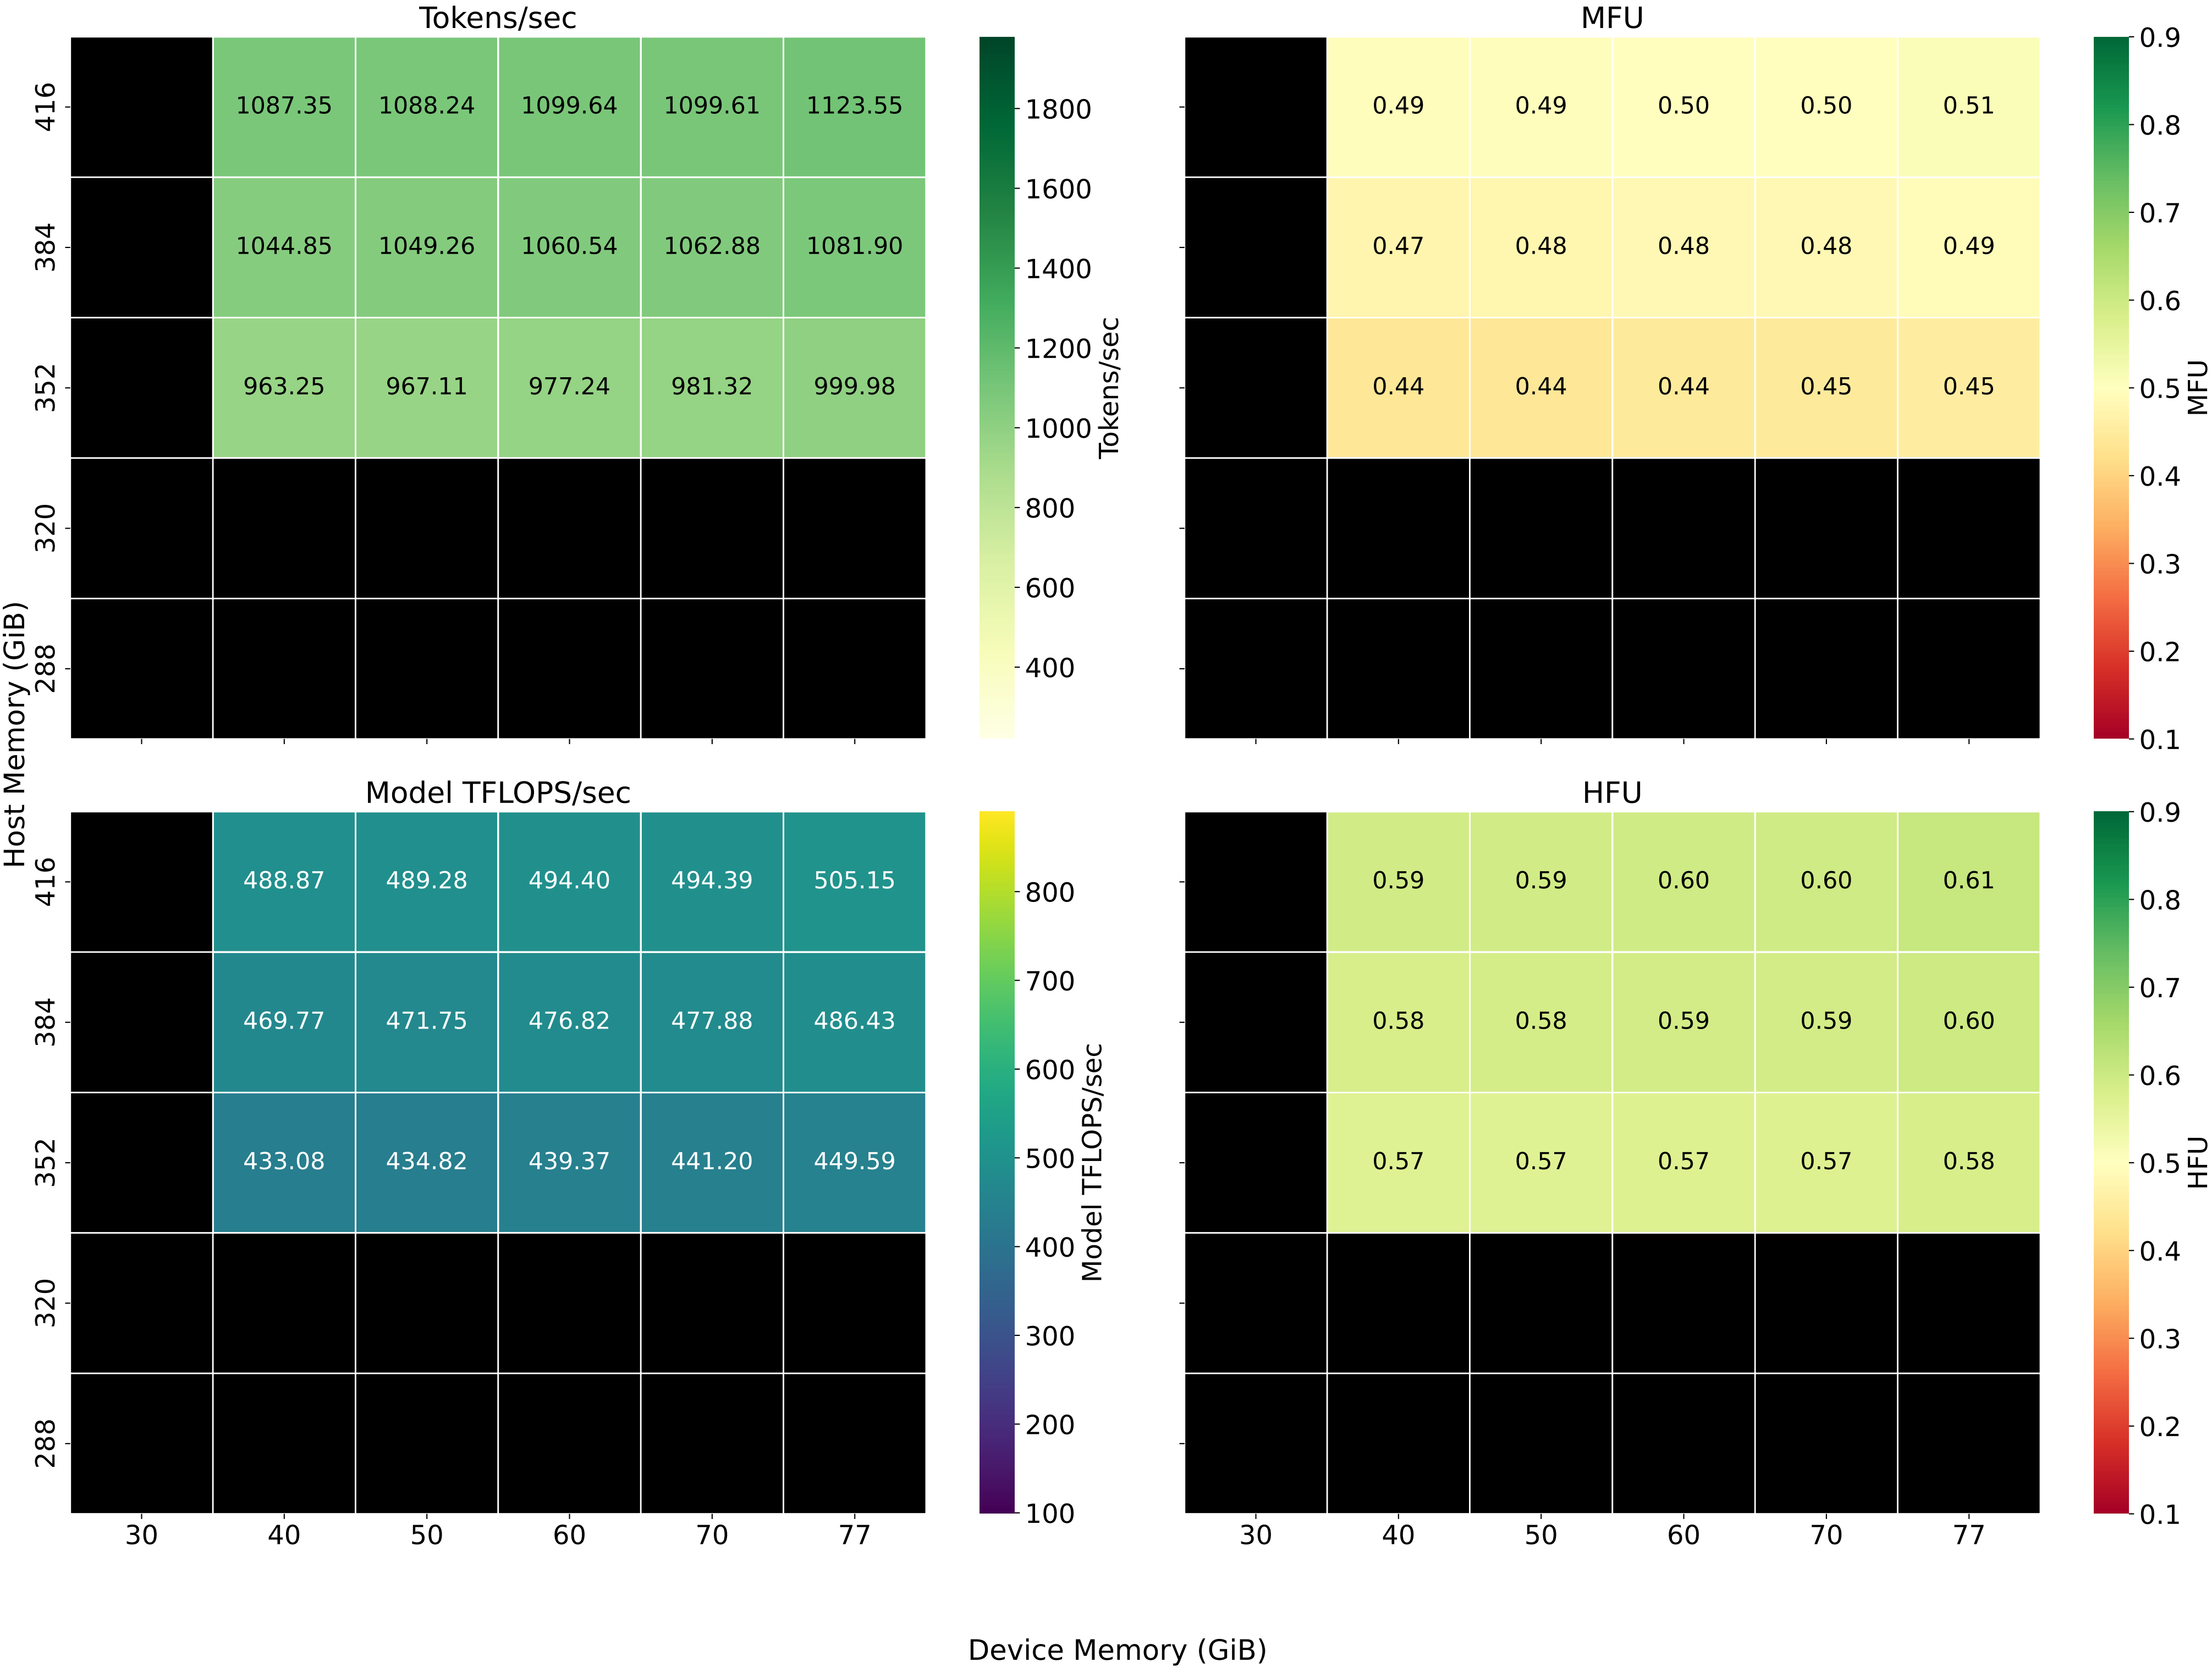 Tokens/sec
416 1087.35 1088.24 1099.64 1099.61 1123.55
384 1044.85 1049.26 1060.54 1062.88 1081.90
352 963.25 967.11 977.24 981.32 999.98
320
288
1800
1600
1400
1200
1000
800
600
400
Tokens/sec
MFU
0.49 0.49 0.50 0.50 0.51
0.47 0.48 0.48 0.48 0.49
0.44 0.44 0.44 0.45 0.45
0.9
0.8
0.7
0.6
0.5
0.4
0.3
0.2
0.1
MFU
Host Memory (GiB)
Model TFLOPS/sec
416 488.87 489.28 494.40 494.39 505.15
384 469.77 471.75 476.82 477.88 486.43
352 433.08 434.82 439.37 441.20 449.59
320
288
30 40 50 60 70 77
800
700
600
500
400
300
200
100
Model TFLOPS/sec
HFU
0.59 0.59 0.60 0.60 0.61
0.58 0.58 0.59 0.59 0.60
0.57 0.57 0.57 0.57 0.58
30 40 50 60 70 77
0.9
0.8
0.7
0.6
0.5
0.4
0.3
0.2
0.1
HFU
Device Memory (GiB)